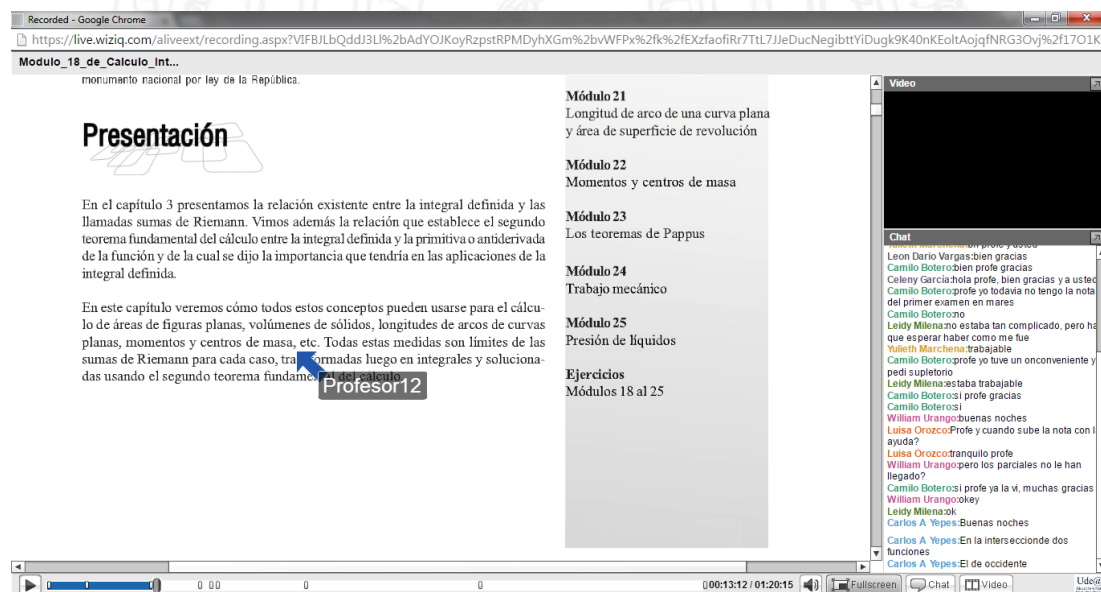 Recorded - Google Chrome
https://live.wiziq.com/aliveext/recording.aspx?VIFBJLbQddJ3Ll%2bAdYOJKoyRzpstRPMDyhXGm%2bvWFPx%2fk%2fEXzfaofiRr7TtL7JJeDucNegibttYiDugk9K40nKEoltAojqfNRG3Ovj%2f17O1K
Modulo_18_de_Calculo_Int...
monumento nacional por ley de la República.
Presentación
En el capítulo 3 presentamos la relación existente entre la integral definida y las
llamadas sumas de Riemann. Vimos además la relación que establece el segundo
teorema fundamental del cálculo entre la integral definida y la primitiva o antiderivada
de la función y de la cual se dijo la importancia que tendría en las aplicaciones de la
integral definida.
En este capítulo veremos cómo todos estos conceptos pueden usarse para el cálcu-
lo de áreas de figuras planas, volúmenes de sólidos, longitudes de arcos de curvas
planas, momentos y centros de masa, etc. Todas estas medidas son límites de las
sumas de Riemann para cada caso, tra formadas luego en integrales y soluciona-
das usando el segundo teorema fundamental del cálculo.
Profesor12
Módulo 21
Longitud de arco de una curva plana
y área de superficie de revolución
Módulo 22
Momentos y centros de masa
Módulo 23
Los teoremas de Pappus
Módulo 24
Trabajo mecánico
Módulo 25
Presión de líquidos
Ejercicios
Módulos 18 al 25
Video
Chat
Yulieth Marchena:bn profe y usted
Leon Dario Vargas:bien gracias
Camilo Botero:bien profe gracias
Celeny Garcia:hola profe, bien gracias y a usted
Camilo Botero:profe yo todavia no tengo la nota
del primer examen en mares
Camilo Botero:no
Leidy Milena:no estaba tan complicado, pero ha
que esperar haber como me fue
Yulieth Marchena:trabajable
Camilo Botero:profe yo tuve un onconveniente y
pedi supletorio
Leidy Milena:estaba trabajable
Camilo Botero:si profe gracias
Camilo Botero:si
William Urango:buenas noches
Luisa Orozco:Profe y cuando sube la nota con l
ayuda?
Luisa Orozco:tranquilo profe
William Urango:pero los parciales no le han
llegado?
Camilo Botero:si profe ya la vi, muchas gracias
William Urango:okey
Leidy Milena:ok
Carlos A Yepes:Buenas noches
Carlos A Yepes:En la interseccionde dos
funciones
Carlos A Yepes:El de occidente
00:13:12 / 01:20:15
Fullscreen
Chat
Video
Ude@